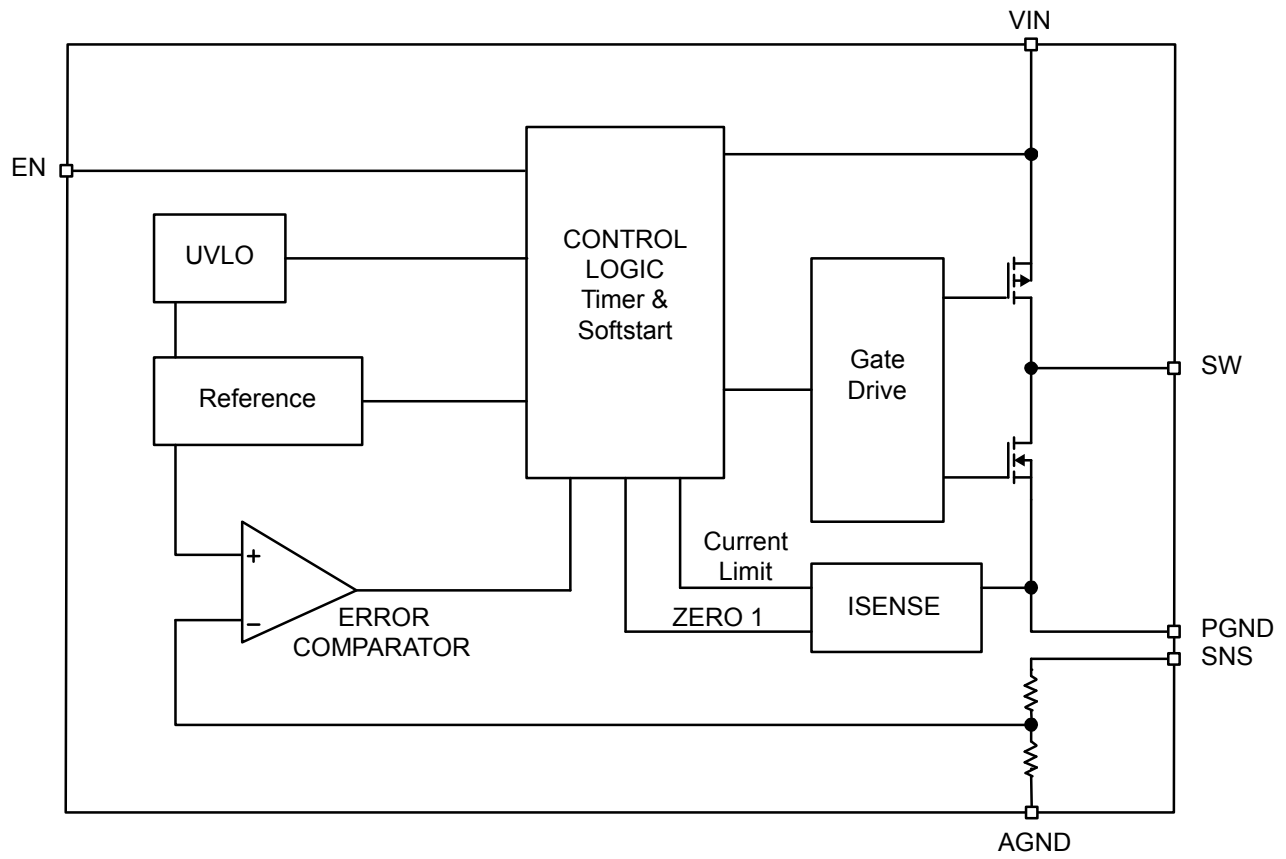 VIN
EN
UVLO
CONTROL
LOGIC
Timer &
Softstart
Gate
Drive
SW
Reference
+
–
ERROR
COMPARATOR
Current
Limit
ZERO 1
ISENSE
PGND
SNS
AGND